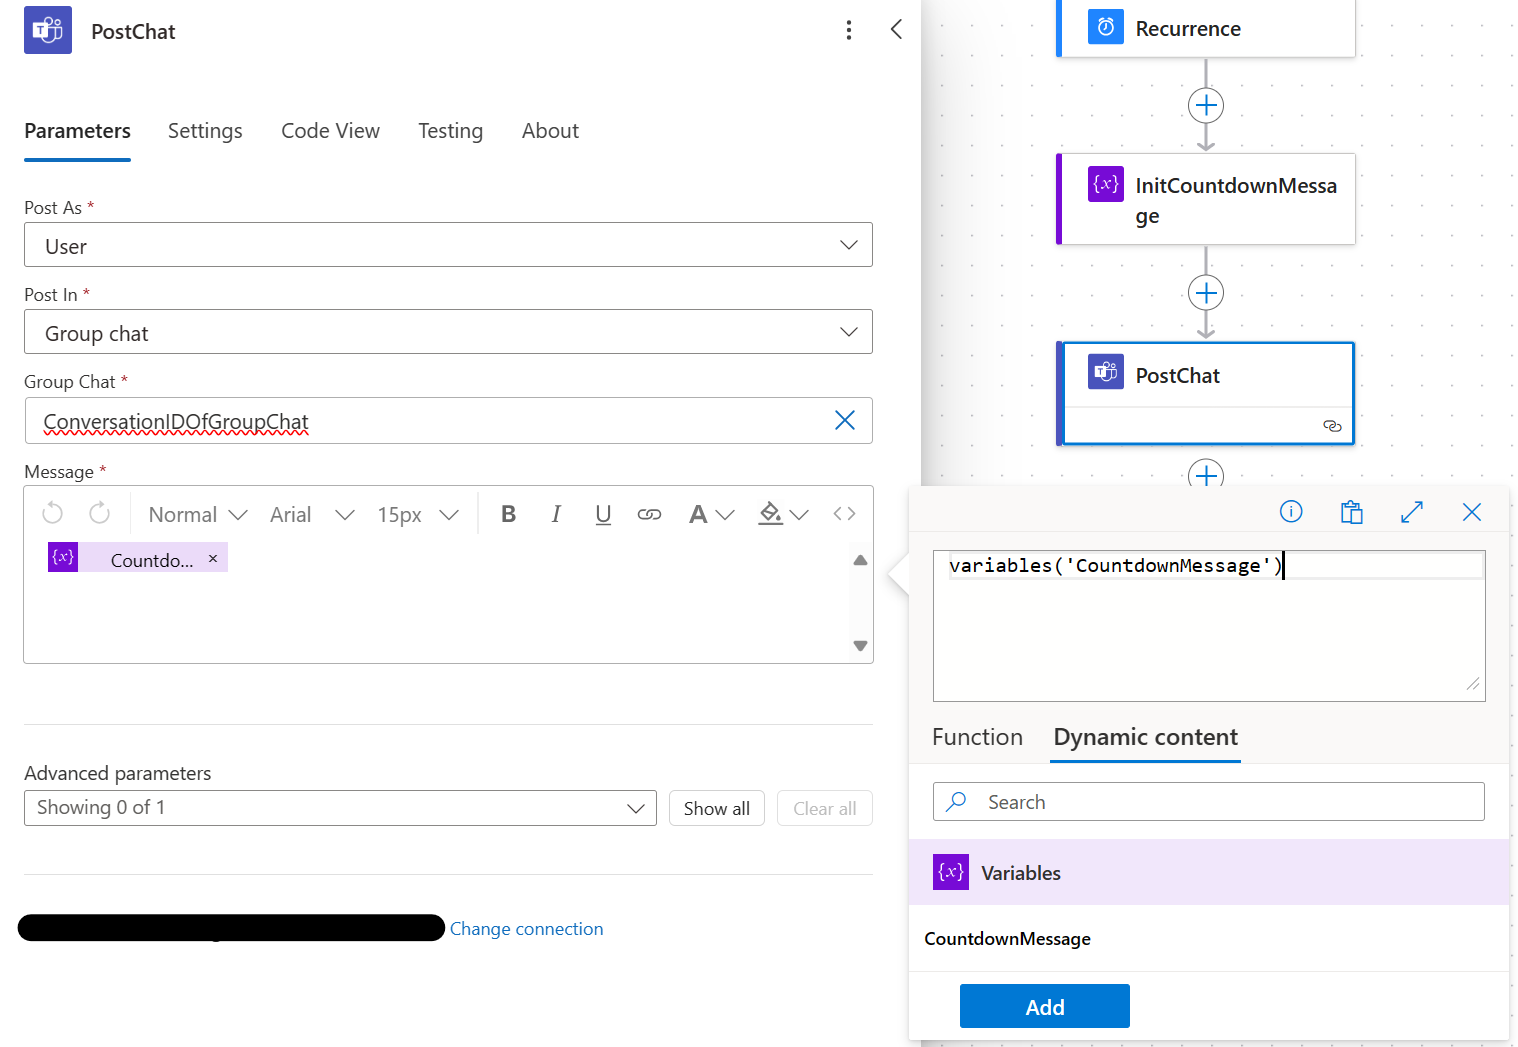 PostChat
Parameters Settings Code View Testing About
Post As *
User
Post In *
Group chat
Group Chat *
ConversationIDOfGroupChat
Message *
Normal Arial 15px B I U A
{x} Countdo... ×
Advanced parameters
Showing 0 of 1 Show all Clear all
Change connection
Recurrence
{x} InitCountdownMessa
ge
PostChat
variables('CountdownMessage')
Function Dynamic content
Search
{x} Variables
CountdownMessage
Add